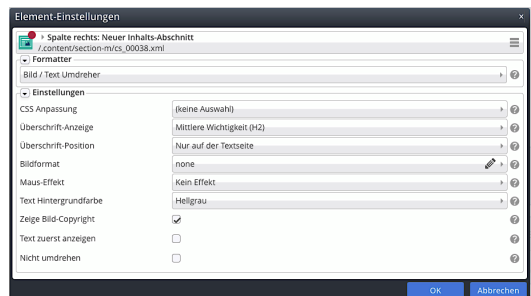 Element-Einstellungen
Spalte rechts: Neuer Inhalts-Abschnitt
/.content/section-m/cs_00038.xml
Formatter
Bild / Text Umdreher
Einstellungen
CSS Anpassung (keine Auswahl)
Überschrift-Anzeige Mittlere Wichtigkeit (H2)
Überschrift-Position Nur auf der Textseite
Bildformat none
Maus-Effekt Kein Effekt
Text Hintergrundfarbe Hellgrau
Zeige Bild-Copyright
Text zuerst anzeigen
Nicht umdrehen
OK Abbrechen